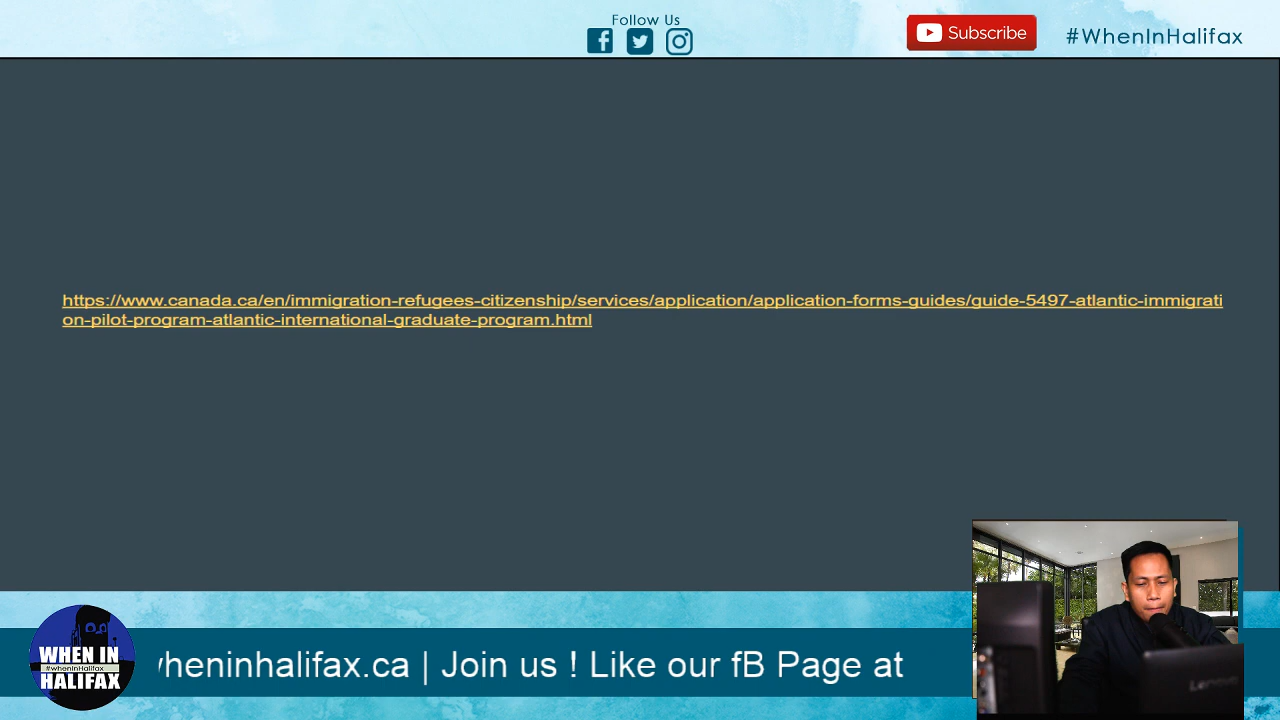 Follow Us
Subscribe
#WhenInHalifax
https://www.canada.ca/en/immigration-refugees-citizenship/services/application/application-forms-guides/guide-5497-atlantic-immigrati
on-pilot-program-atlantic-international-graduate-program.html
WHEN IN
#whenInHalifax
HALIFAX
wheninhalifax.ca | Join us ! Like our fB Page at
Lenovo